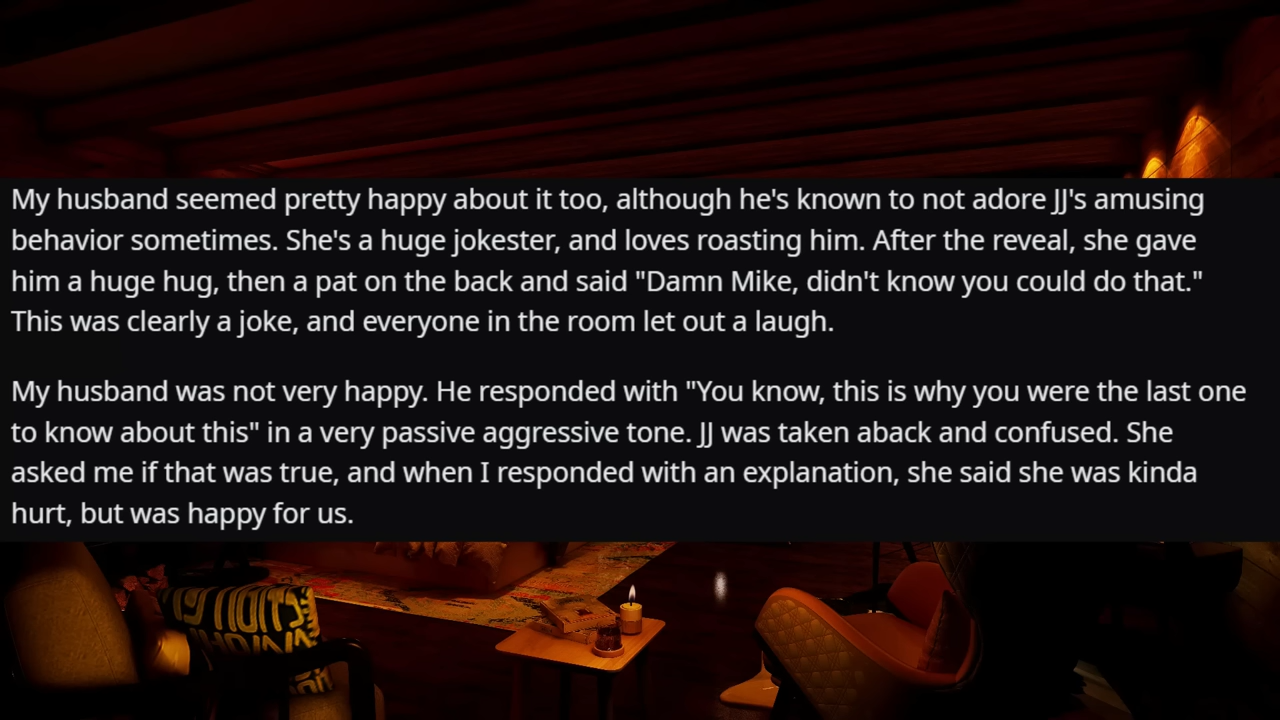 My husband seemed pretty happy about it too, although he's known to not adore JJ's amusing
behavior sometimes. She's a huge jokester, and loves roasting him. After the reveal, she gave
him a huge hug, then a pat on the back and said "Damn Mike, didn't know you could do that."
This was clearly a joke, and everyone in the room let out a laugh.
My husband was not very happy. He responded with "You know, this is why you were the last one
to know about this" in a very passive aggressive tone. JJ was taken aback and confused. She
asked me if that was true, and when I responded with an explanation, she said she was kinda
hurt, but was happy for us.